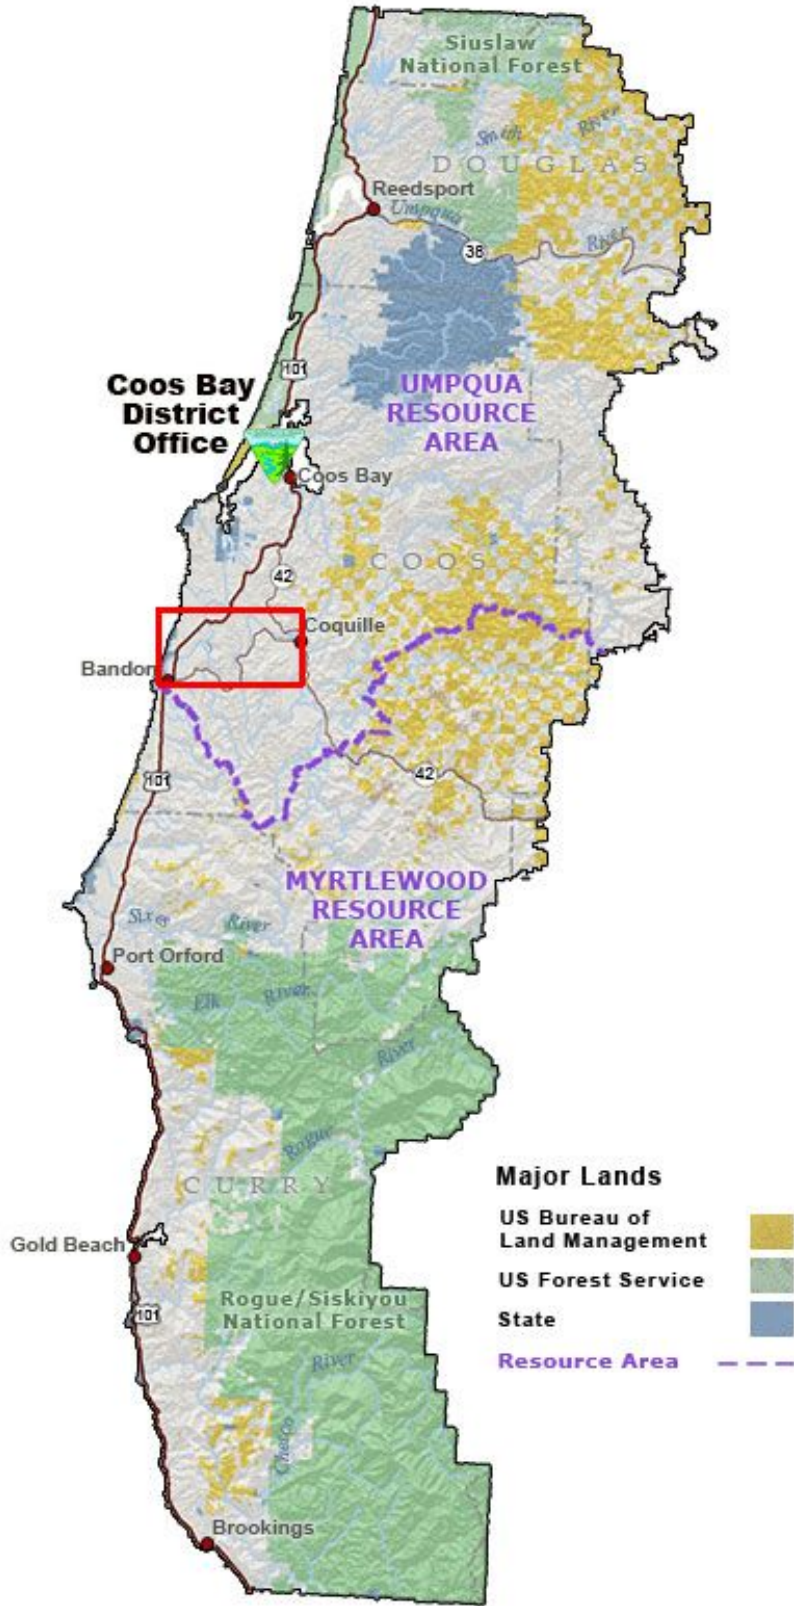 Siuslaw
National Forest
Smith
River
DOUGLAS
Reedsport
Umpqua
River
38
101
Coos Bay
District
Office
UMPQUA
RESOURCE
AREA
Coos Bay
COOS
42
Coquille
Bandon
42
101
MYRTLEWOOD
RESOURCE
AREA
Sixes
River
Port Orford
Elk
River
River
Rogue
CURRY
Gold Beach
101
Rogue/Siskiyou
National Forest
River
Chetco
Brookings
Major Lands
US Bureau of
Land Management
US Forest Service
State
Resource Area